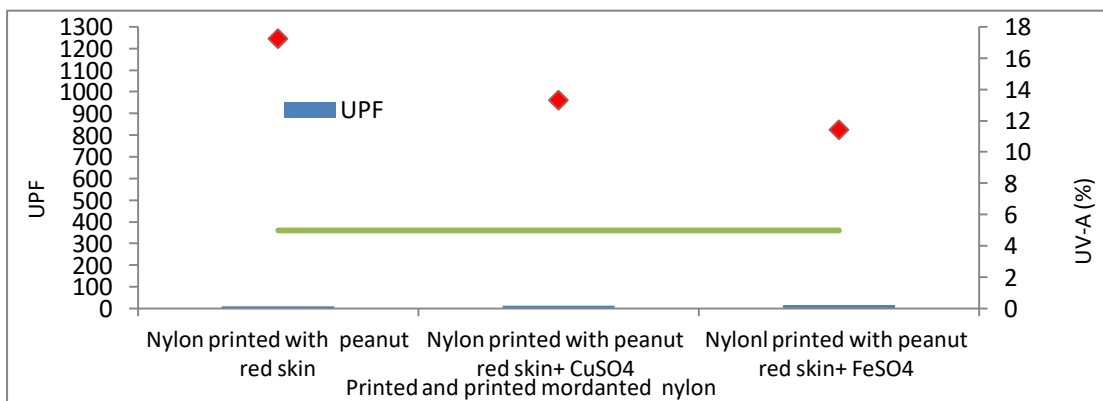 1300
1200
1100
1000
900
800
700
600
500
400
300
200
100
0
UPF
UPF
18
16
14
12
10
8
6
4
2
0
UV-A (%)
Nylon printed with peanut
red skin
Nylon printed with peanut
red skin+ CuSO4
Nylonl printed with peanut
red skin+ FeSO4
Printed and printed mordanted nylon